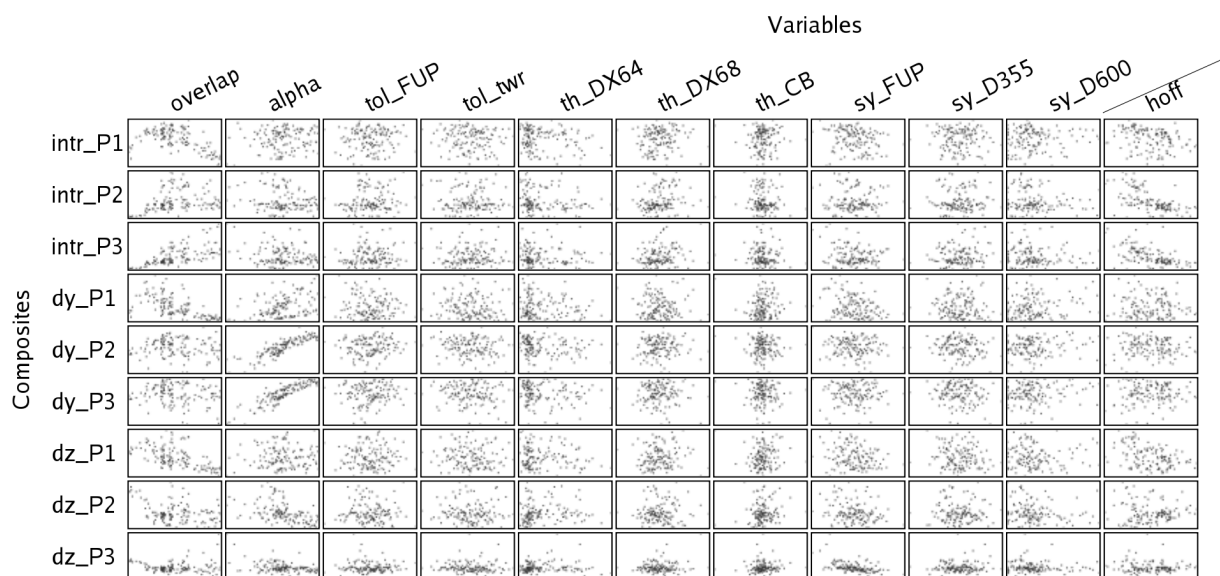 Variables
overlap alpha tol_FUP tol_twr th_DX64 th_DX68 th_CB sy_FUP sy_D355 sy_D600 hoff
Composites
intr_P1
intr_P2
intr_P3
dy_P1
dy_P2
dy_P3
dz_P1
dz_P2
dz_P3